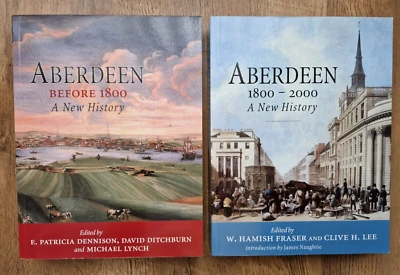 ABERDEEN
BEFORE 1800
A New History
Edited by
E. PATRICIA DENNISON, DAVID DITCHBURN
and MICHAEL LYNCH
ABERDEEN
1800 – 2000
A New History
Edited by
W. HAMISH FRASER AND CLIVE H. LEE
introduction by James Naughtie